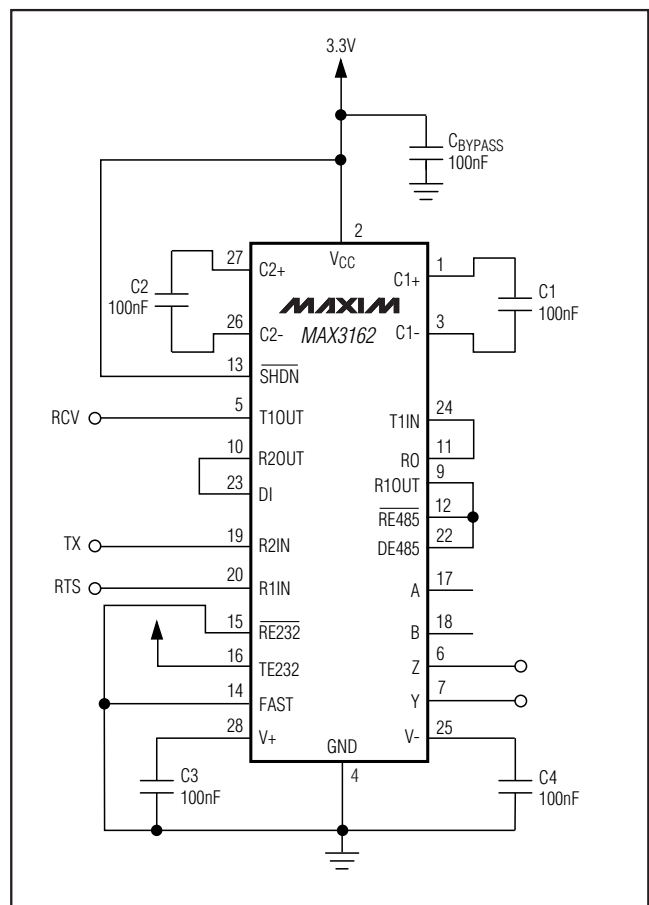 3.3V
CBYPASS
100nF
2
VCC
27
C2+
C1+
1
C2
100nF
MAXIM
C1
100nF
26
C2-
MAX3162
C1-
3
13
SHDN
RCV
5
T1OUT
T1IN
24
10
R2OUT
RO
11
R1OUT
9
23
DI
RE485
12
TX
19
R2IN
DE485
22
RTS
20
R1IN
A
17
15
RE232
B
18
16
TE232
Z
6
14
FAST
Y
7
28
V+
V-
25
GND
4
C3
100nF
C4
100nF